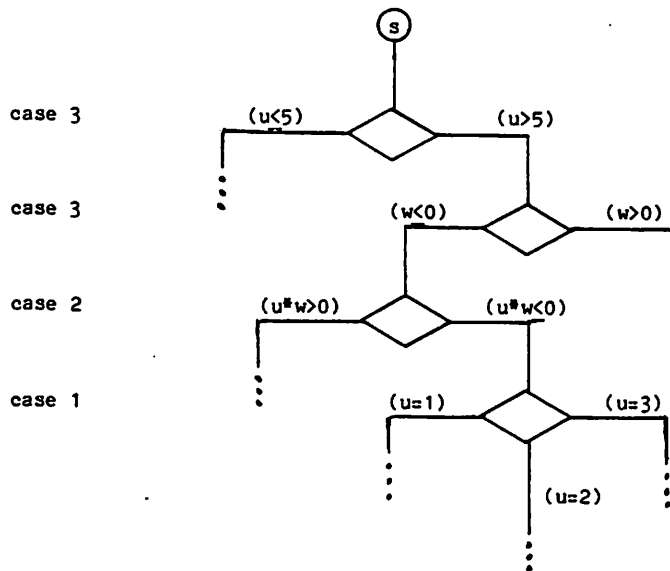 s
case 3
(u≤5)
(u>5)
case 3
(w≤0)
(w>0)
case 2
(u*w>0)
(u*w<0)
case 1
(u=1)
(u=3)
(u=2)